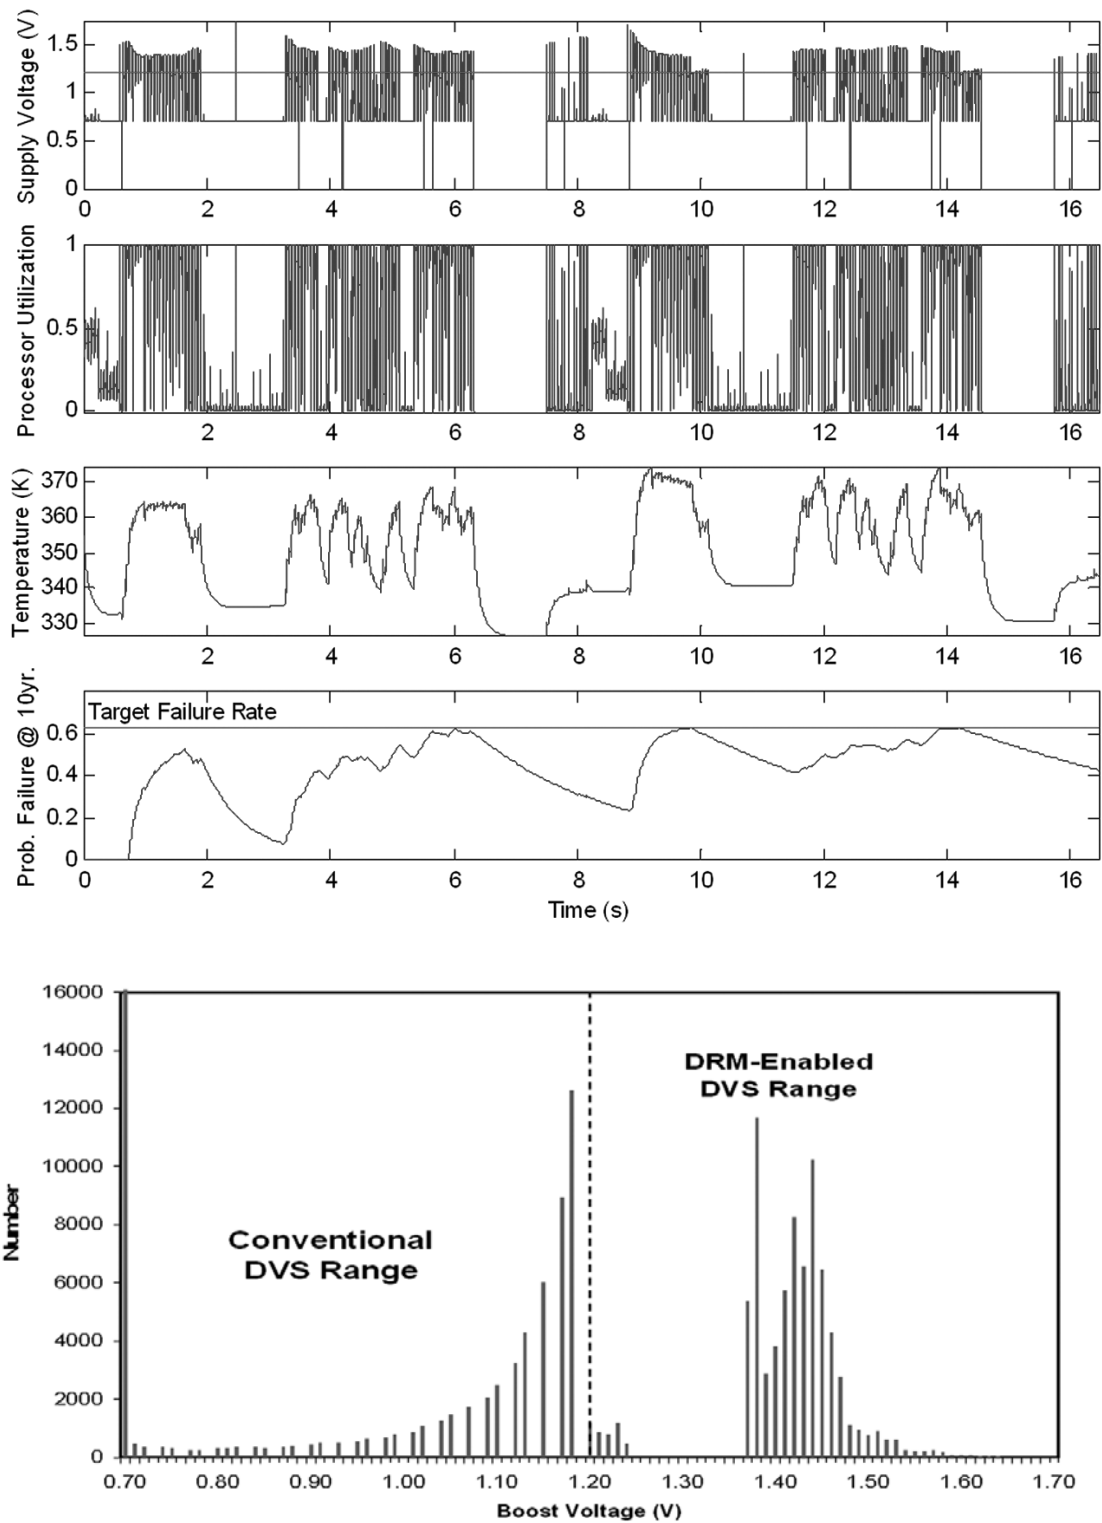 Supply Voltage (V)
1.5
1
0.5
0
0 2 4 6 8 10 12 14 16
Processor Utilization
1
0.5
0
2 4 6 8 10 12 14 16
Temperature (K)
370
360
350
340
330
2 4 6 8 10 12 14 16
Prob. Failure @ 10yr.
Target Failure Rate
0.6
0.4
0.2
0
0 2 4 6 8 10 12 14 16
Time (s)
Number
16000
14000
12000
10000
8000
6000
4000
2000
0
DRM-Enabled
DVS Range
Conventional
DVS Range
0.70 0.80 0.90 1.00 1.10 1.20 1.30 1.40 1.50 1.60 1.70
Boost Voltage (V)